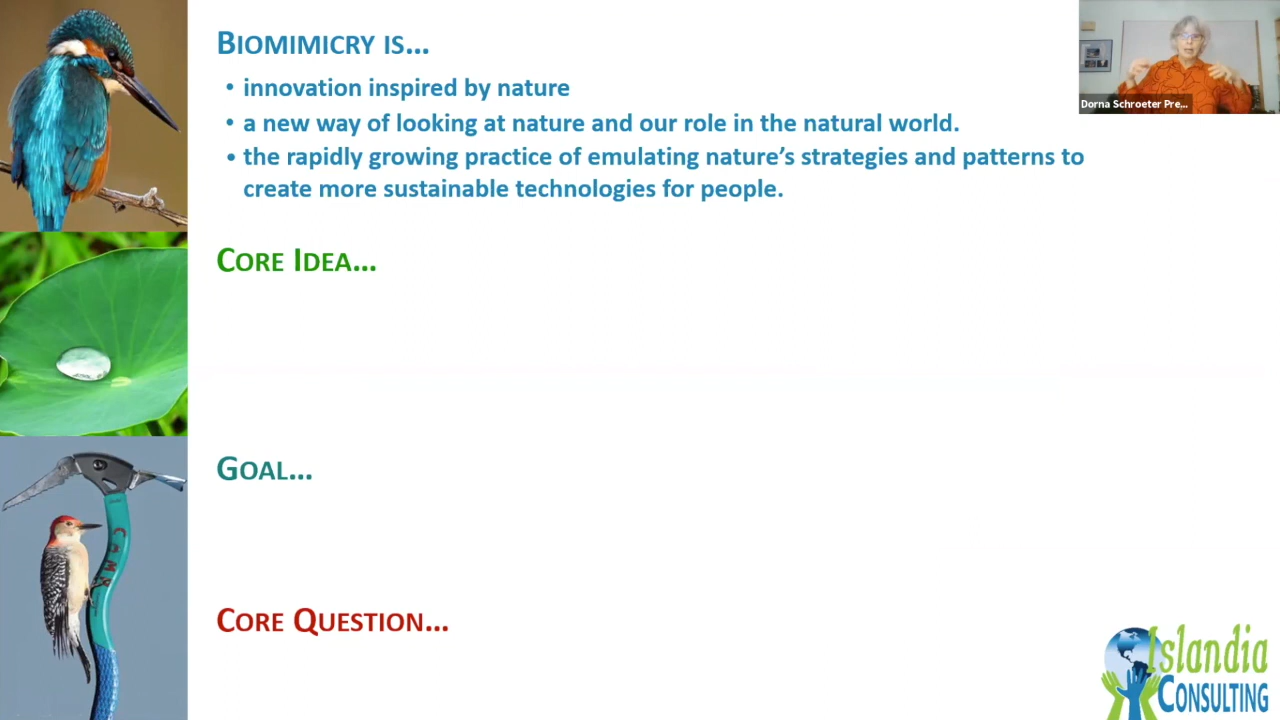 BIOMIMICRY IS...
• innovation inspired by nature
• a new way of looking at nature and our role in the natural world.
• the rapidly growing practice of emulating nature's strategies and patterns to
create more sustainable technologies for people.
Dorna Schroeter Pre...
CORE IDEA...
GOAL...
CORE QUESTION...
Islandia
CONSULTING